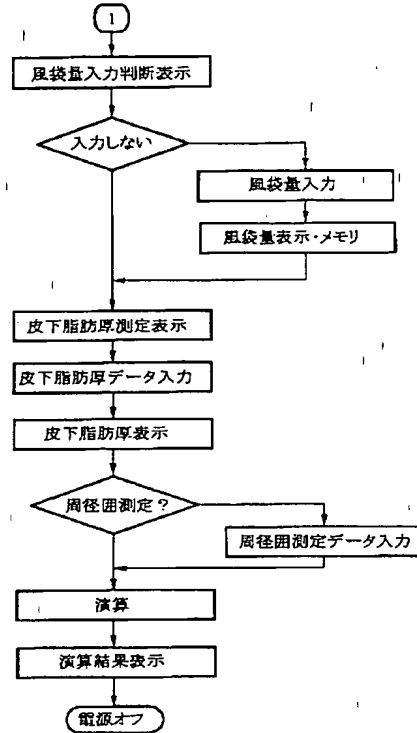 1
風袋量入力判断表示
入力しない
風袋量入力
風袋量表示・メモリ
皮下脂肪厚測定表示
皮下脂肪厚データ入力
皮下脂肪厚表示
周径囲測定?
周径囲測定データ入力
演算
演算結果表示
電源オフ